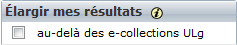 Élargir mes résultats
au-delà des e-collections ULg